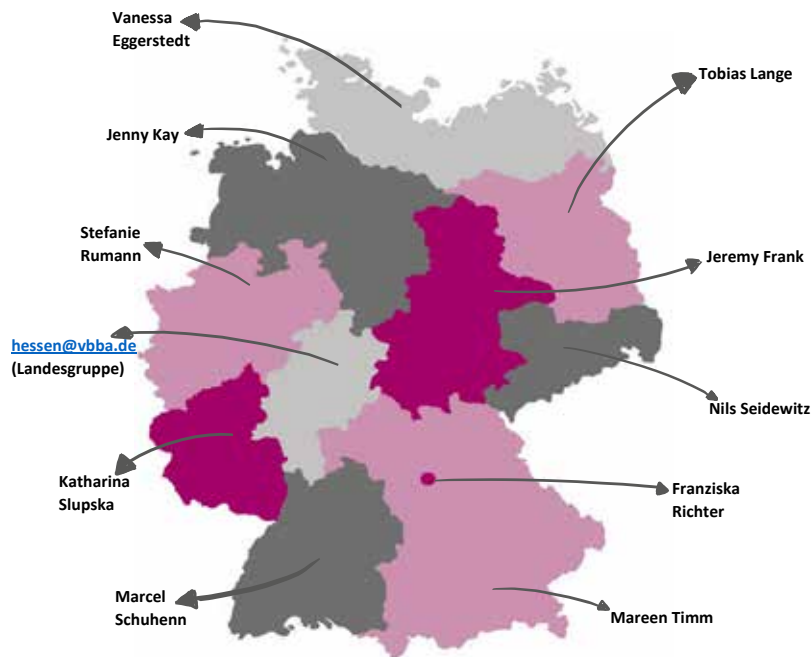 Vanessa
Eggerstedt
Tobias Lange
Jenny Kay
Stefanie
Rumann
Jeremy Frank
hessen@vbba.de
(Landesgruppe)
Nils Seidewitz
Katharina
Slupska
Franziska
Richter
Marcel
Schuhenn
Mareen Timm